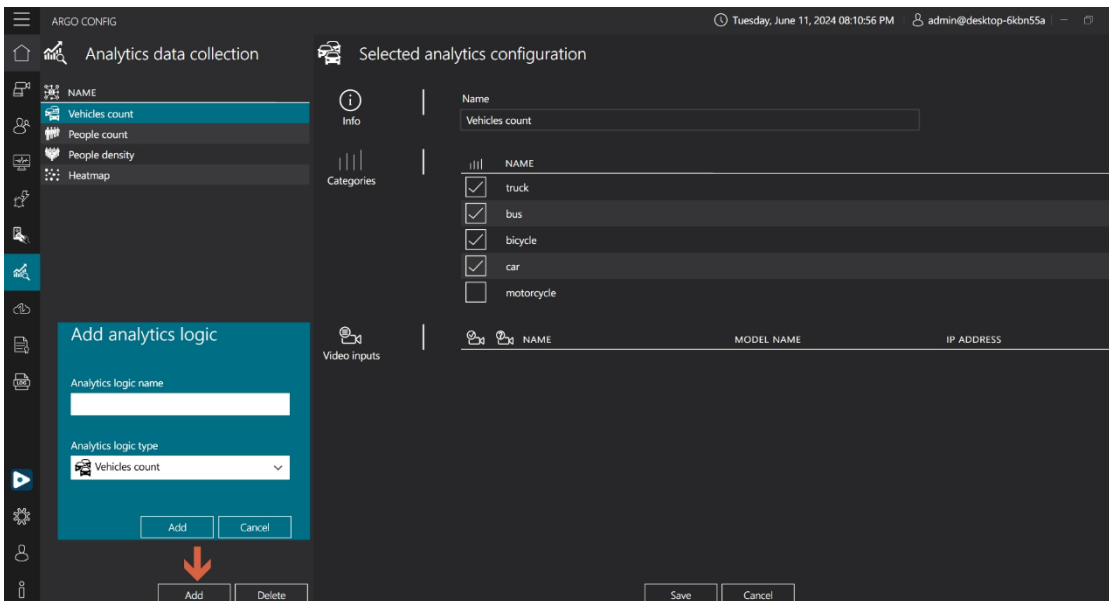 ARGO CONFIG
Tuesday, June 11, 2024 08:10:56 PM
admin@desktop-6kbn55a
Analytics data collection
NAME
Vehicles count
People count
People density
Heatmap
Add analytics logic
Analytics logic name
Analytics logic type
Vehicles count
Add Cancel
Add Delete
Selected analytics configuration
Info
Name
Vehicles count
Categories
NAME
truck
bus
bicycle
car
motorcycle
Video inputs
NAME MODEL NAME IP ADDRESS
Save Cancel
LOG